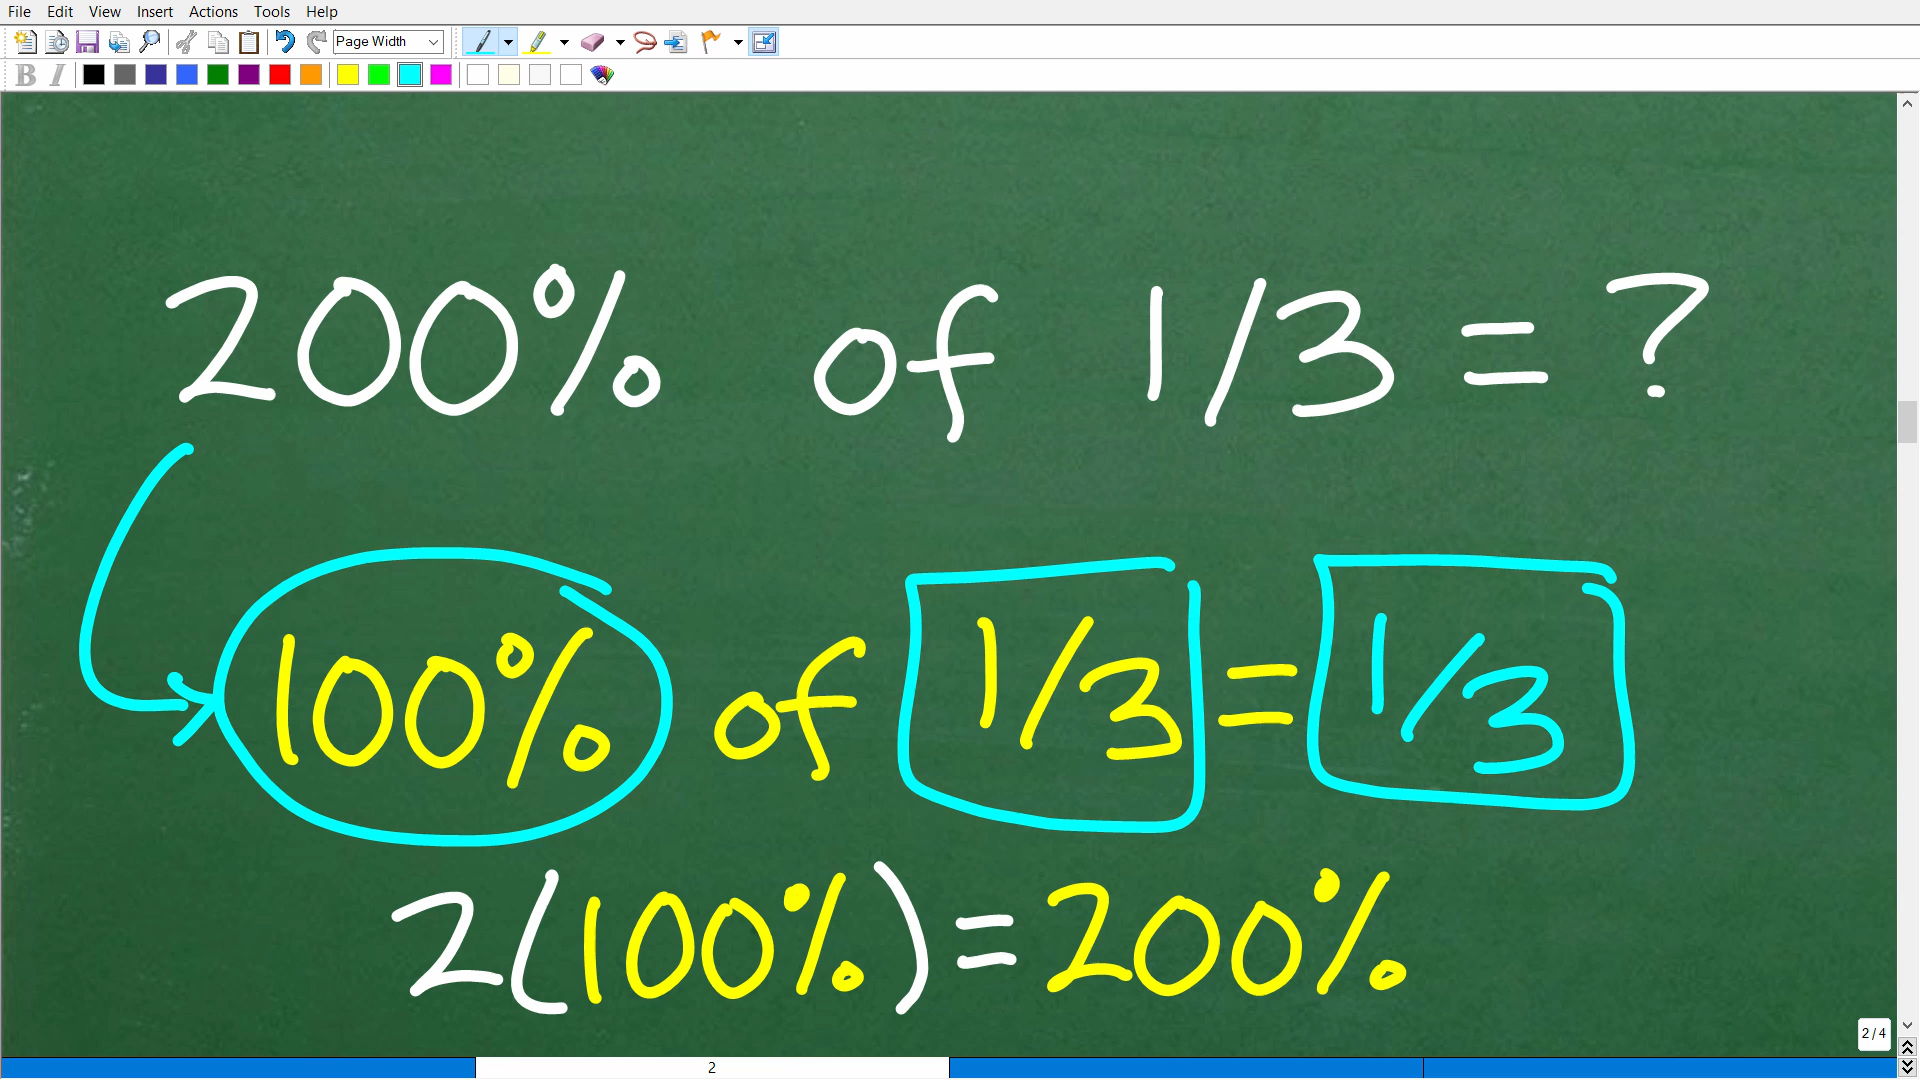 File Edit View Insert Actions Tools Help
Page Width
B I
200% of 1/3 = ?
100% of 1/3 = 1/3
2(100%) = 200%
2 / 4
2